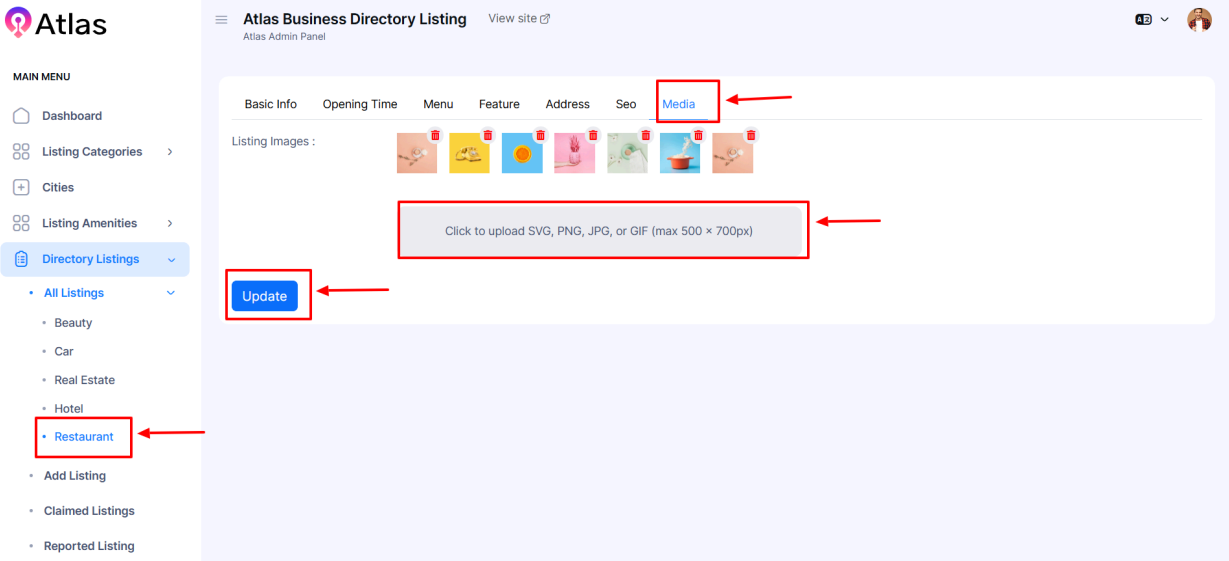 Atlas
MAIN MENU
Dashboard
Listing Categories
Cities
Listing Amenities
Directory Listings
All Listings
Beauty
Car
Real Estate
Hotel
Restaurant
Add Listing
Claimed Listings
Reported Listing
Atlas Business Directory Listing
View site
Atlas Admin Panel
Basic Info Opening Time Menu Feature Address Seo Media
Listing Images :
Click to upload SVG, PNG, JPG, or GIF (max 500 × 700px)
Update